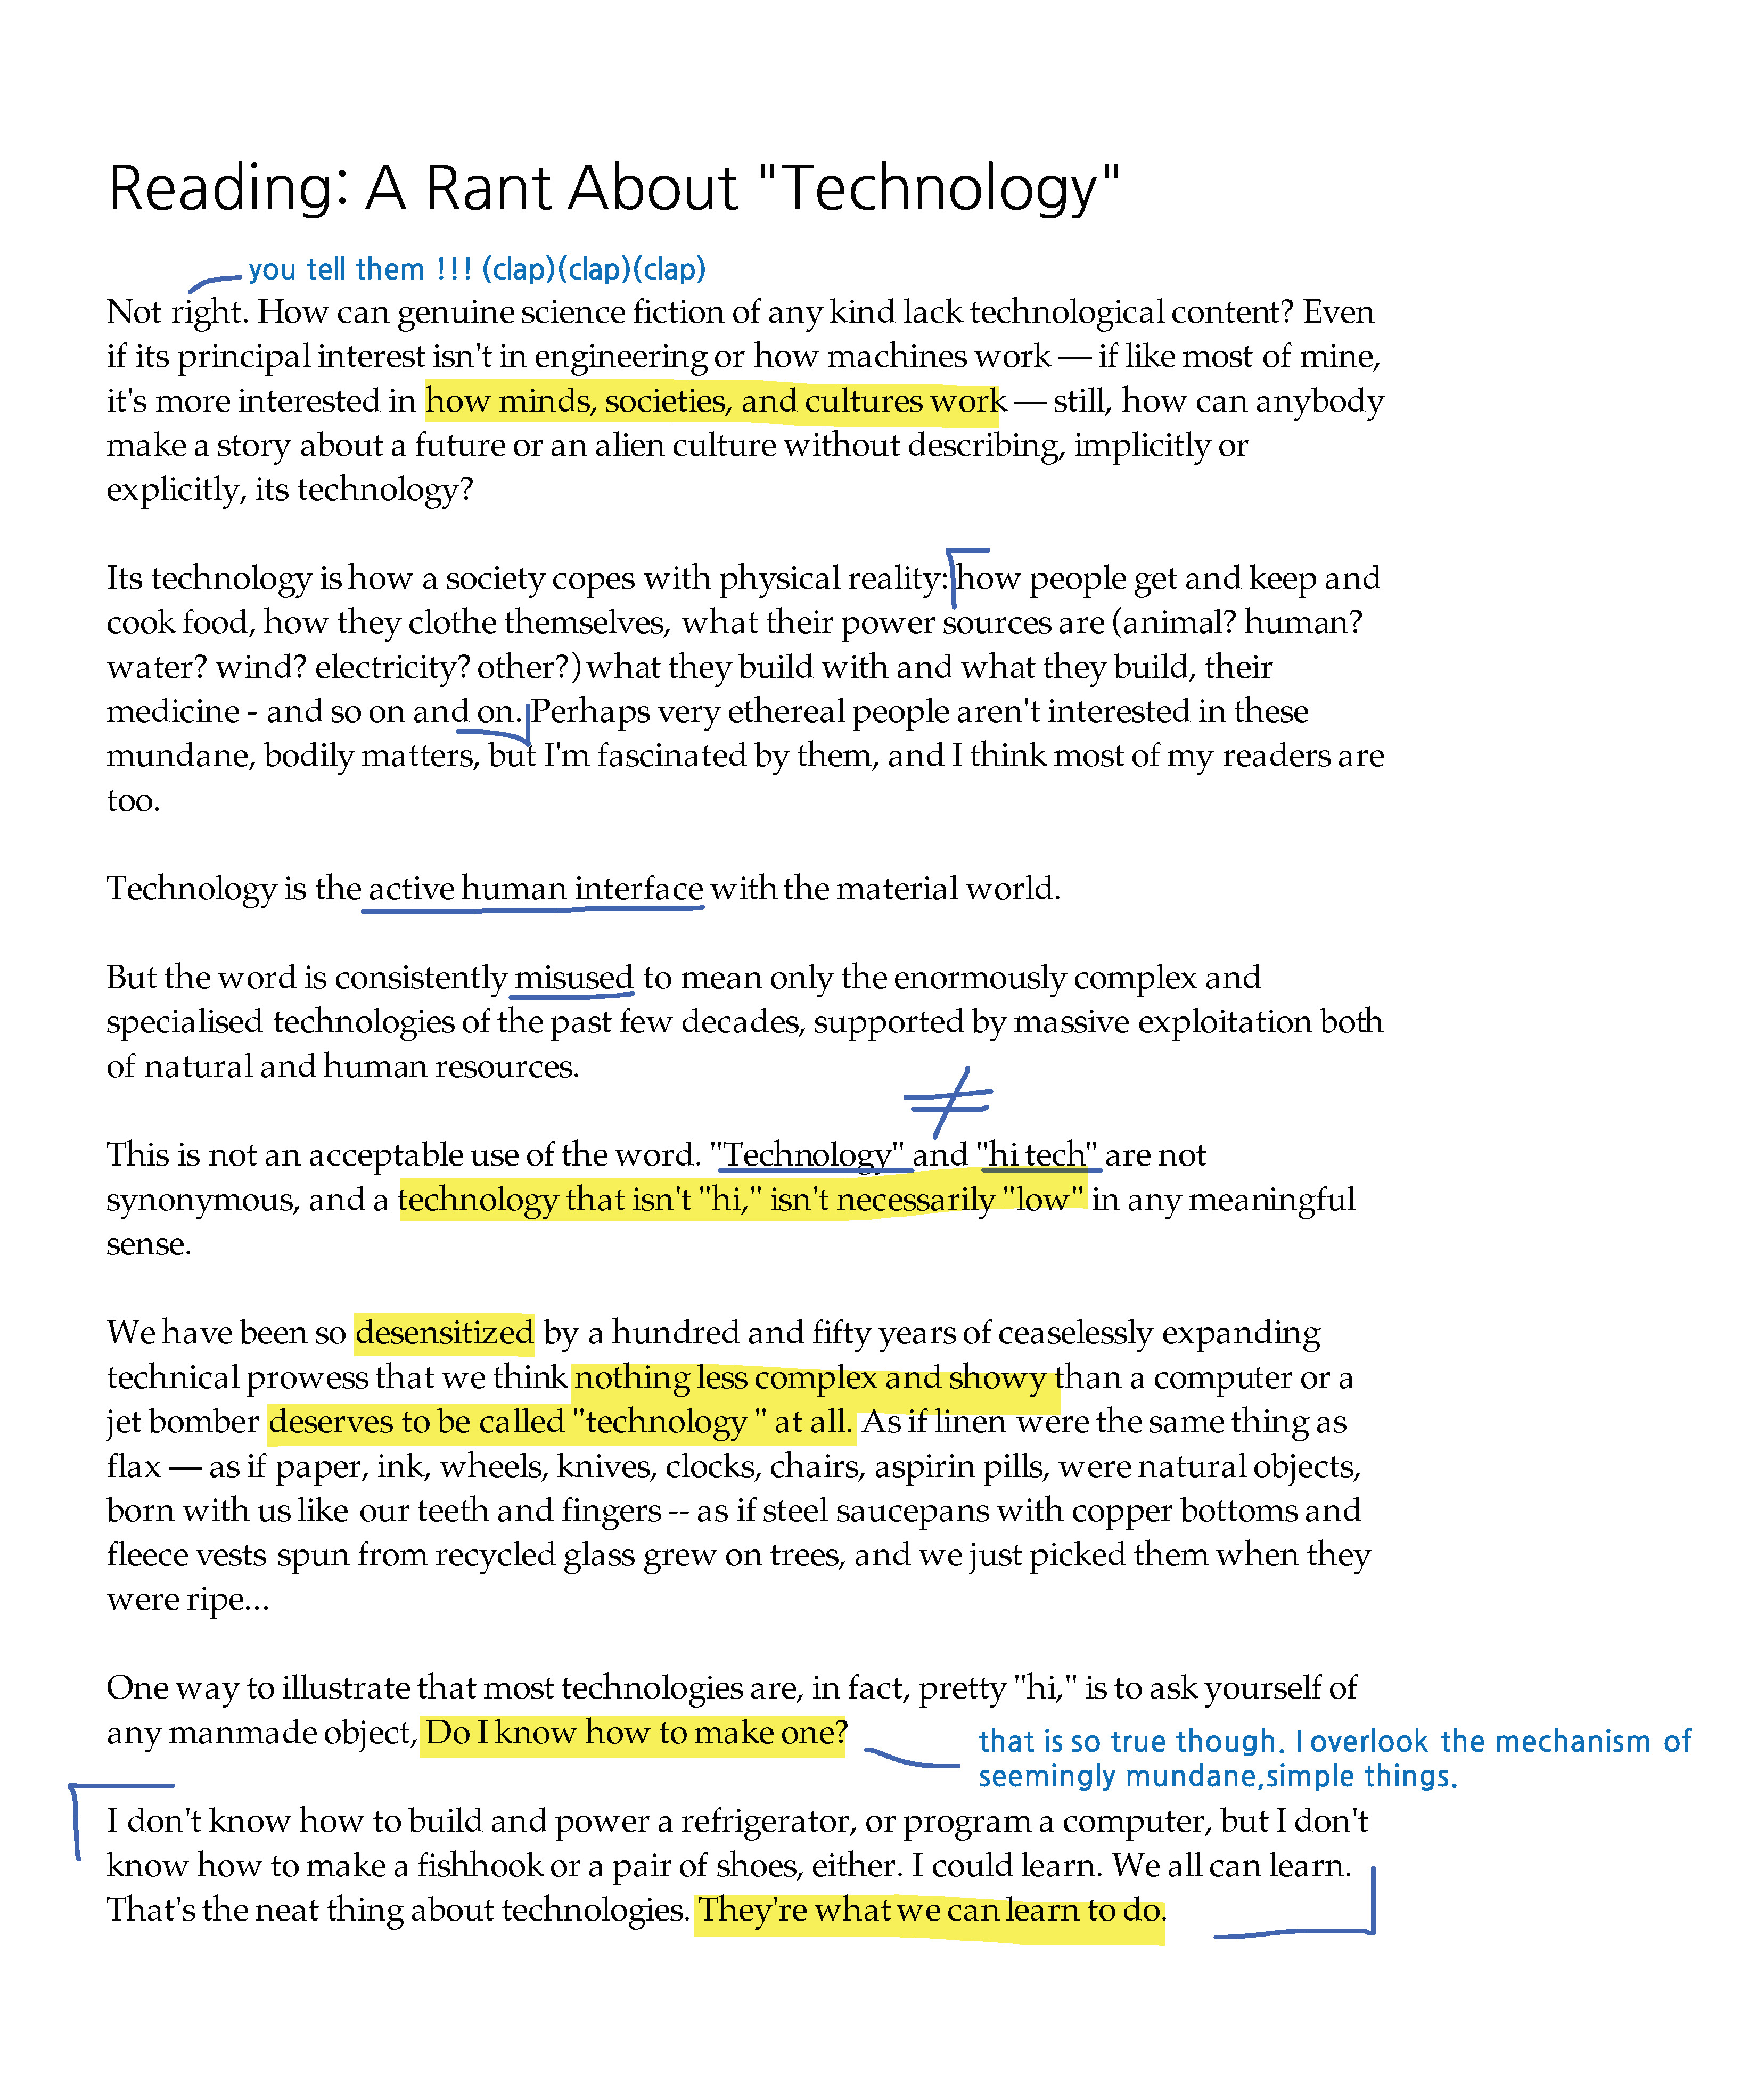 Reading: A Rant About "Technology"
you tell them !!! (clap)(clap)(clap)
Not right. How can genuine science fiction of any kind lack technological content? Even
if its principal interest isn't in engineering or how machines work — if like most of mine,
it's more interested in how minds, societies, and cultures work — still, how can anybody
make a story about a future or an alien culture without describing, implicitly or
explicitly, its technology?
Its technology is how a society copes with physical reality: how people get and keep and
cook food, how they clothe themselves, what their power sources are (animal? human?
water? wind? electricity? other?) what they build with and what they build, their
medicine - and so on and on. Perhaps very ethereal people aren't interested in these
mundane, bodily matters, but I'm fascinated by them, and I think most of my readers are
too.
Technology is the active human interface with the material world.
But the word is consistently misused to mean only the enormously complex and
specialised technologies of the past few decades, supported by massive exploitation both
of natural and human resources.
≠
This is not an acceptable use of the word. "Technology" and "hi tech" are not
synonymous, and a technology that isn't "hi," isn't necessarily "low" in any meaningful
sense.
We have been so desensitized by a hundred and fifty years of ceaselessly expanding
technical prowess that we think nothing less complex and showy than a computer or a
jet bomber deserves to be called "technology " at all. As if linen were the same thing as
flax — as if paper, ink, wheels, knives, clocks, chairs, aspirin pills, were natural objects,
born with us like our teeth and fingers -- as if steel saucepans with copper bottoms and
fleece vests spun from recycled glass grew on trees, and we just picked them when they
were ripe...
One way to illustrate that most technologies are, in fact, pretty "hi," is to ask yourself of
any manmade object, Do I know how to make one?
that is so true though. I overlook the mechanism of
seemingly mundane,simple things.
I don't know how to build and power a refrigerator, or program a computer, but I don't
know how to make a fishhook or a pair of shoes, either. I could learn. We all can learn.
That's the neat thing about technologies. They're what we can learn to do.